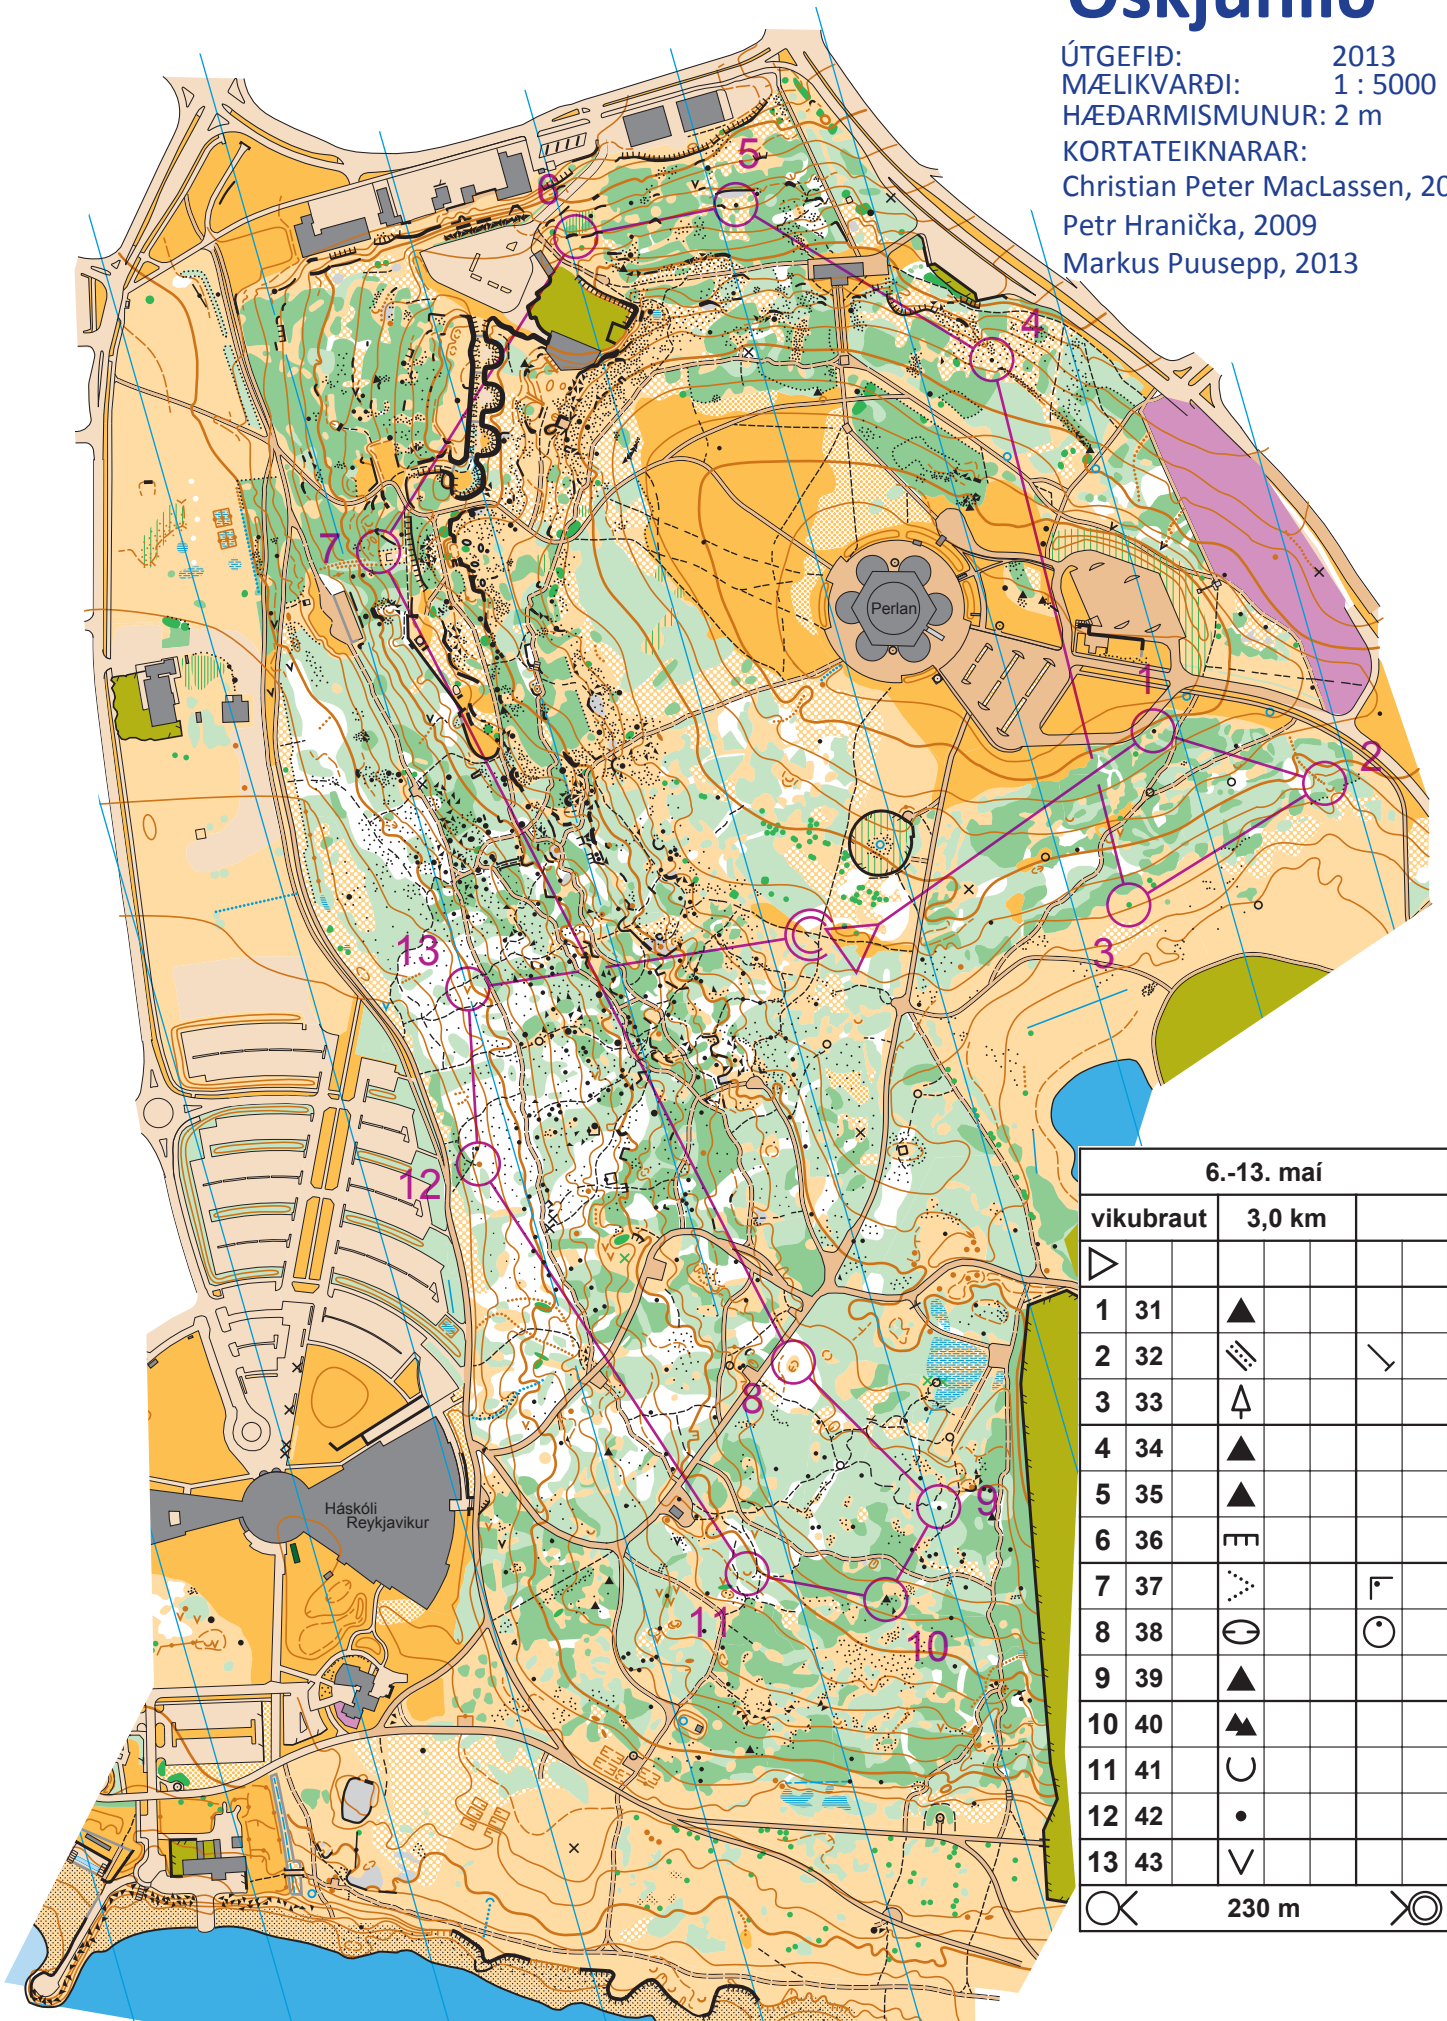 ÚTGEFIÐ: 2013
MÆLIKVARÐI: 1 : 5000
HÆÐARMISMUNUR: 2 m
KORTATEIKNARAR:
Christian Peter MacLassen, 20
Petr Hranička, 2009
Markus Puusepp, 2013
5
6
4
7
Perlan
1
2
3
13
12
8
9
Háskóli
Reykjavikur
11
10
6.-13. maí
vikubraut 3,0 km
1 31
2 32
3 33
4 34
5 35
6 36
7 37
8 38
9 39
10 40
11 41
12 42
13 43
230 m